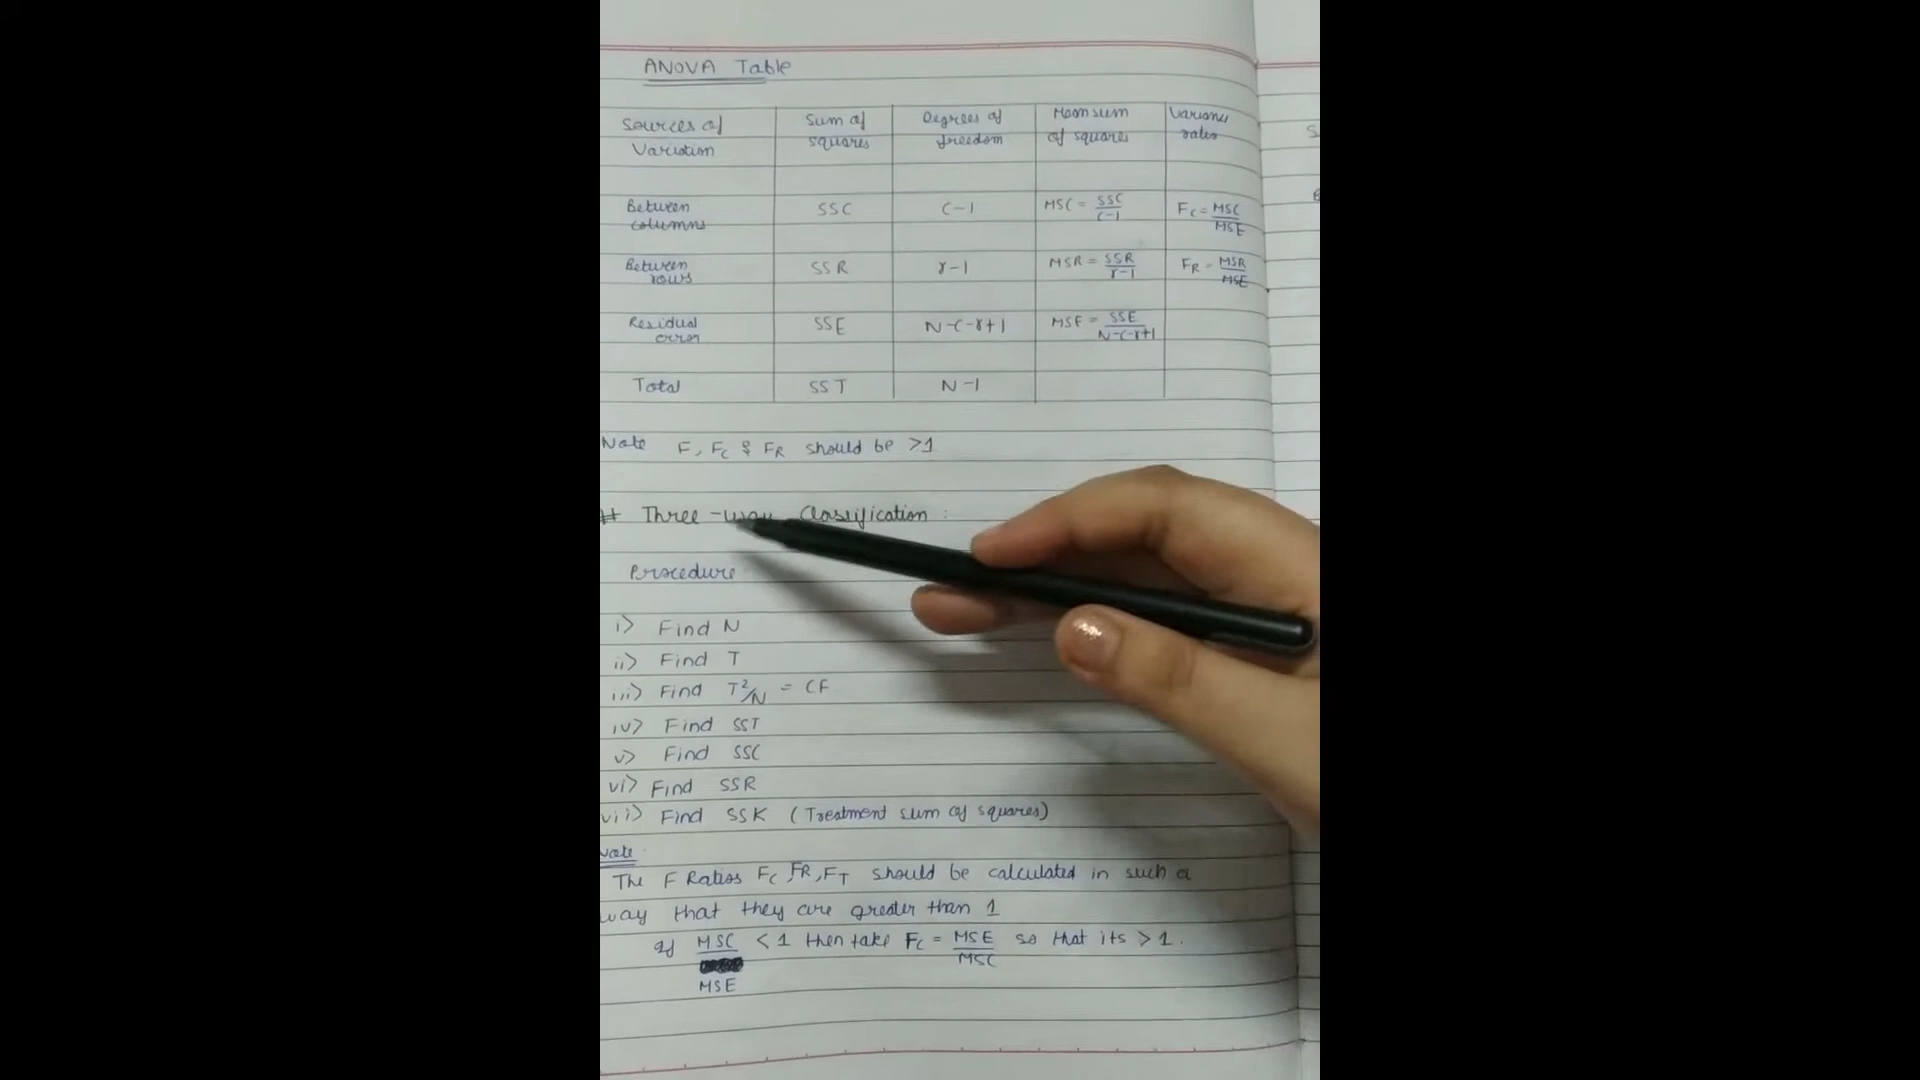 ANOVA Table
Sources of Variation | Sum of squares | Degrees of freedom | Mean sum of squares | Variance ratio
Between columns | SSC | C-1 | MSC = SSC/C-1 | FC = MSC/MSE
Between rows | SSR | r-1 | MSR = SSR/r-1 | FR = MSR/MSE
Residual error | SSE | N-C-r+1 | MSE = SSE/N-C-r+1
Total | SST | N-1
Note F, FC & FR should be >1
# Three-way Classification :
Procedure
i> Find N
ii> Find T
iii> Find T²/N = CF
iv> Find SST
v> Find SSC
vi> Find SSR
vii> Find SSK (Treatment sum of squares)
Note
The F Ratios FC, FR, FT should be calculated in such a
way that they are greater than 1
If MSC/MSE < 1 then take FC = MSE/MSC so that its > 1.